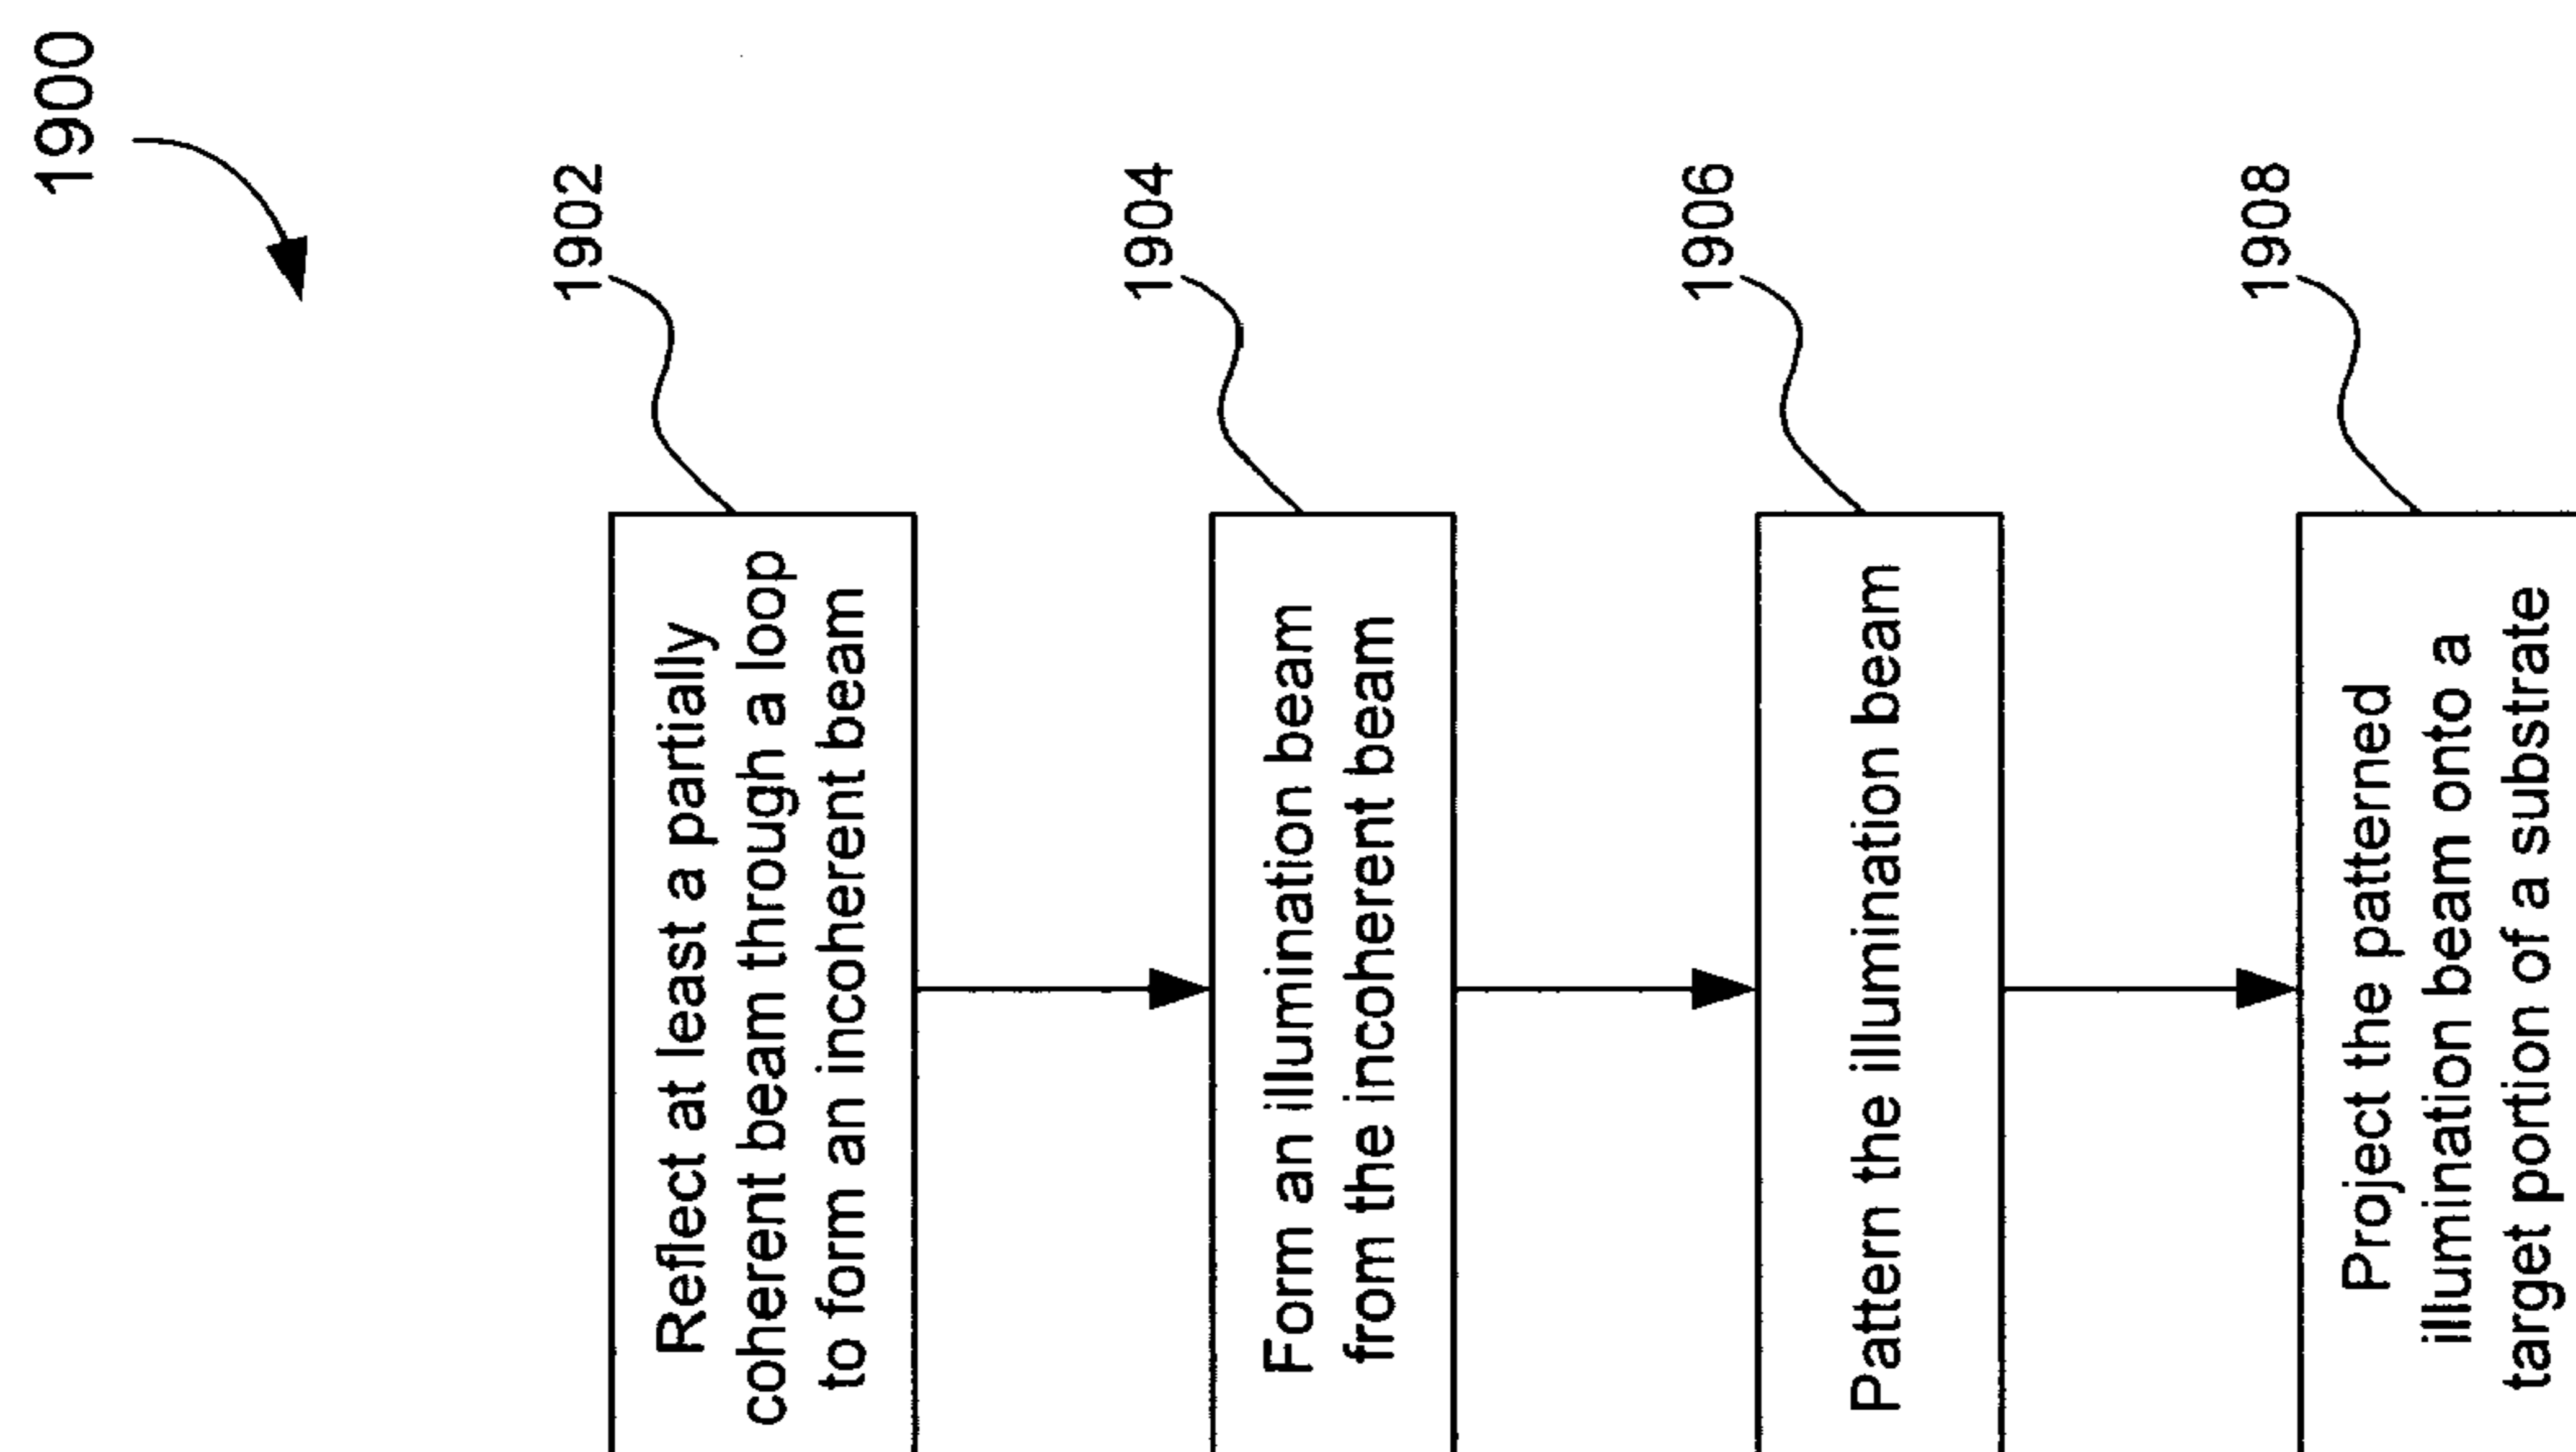 1900
1902
Reflect at least a partially
coherent beam through a loop
to form an incoherent beam
1904
Form an illumination beam
from the incoherent beam
1906
Pattern the illumination beam
1908
Project the patterned
illumination beam onto a
target portion of a substrate